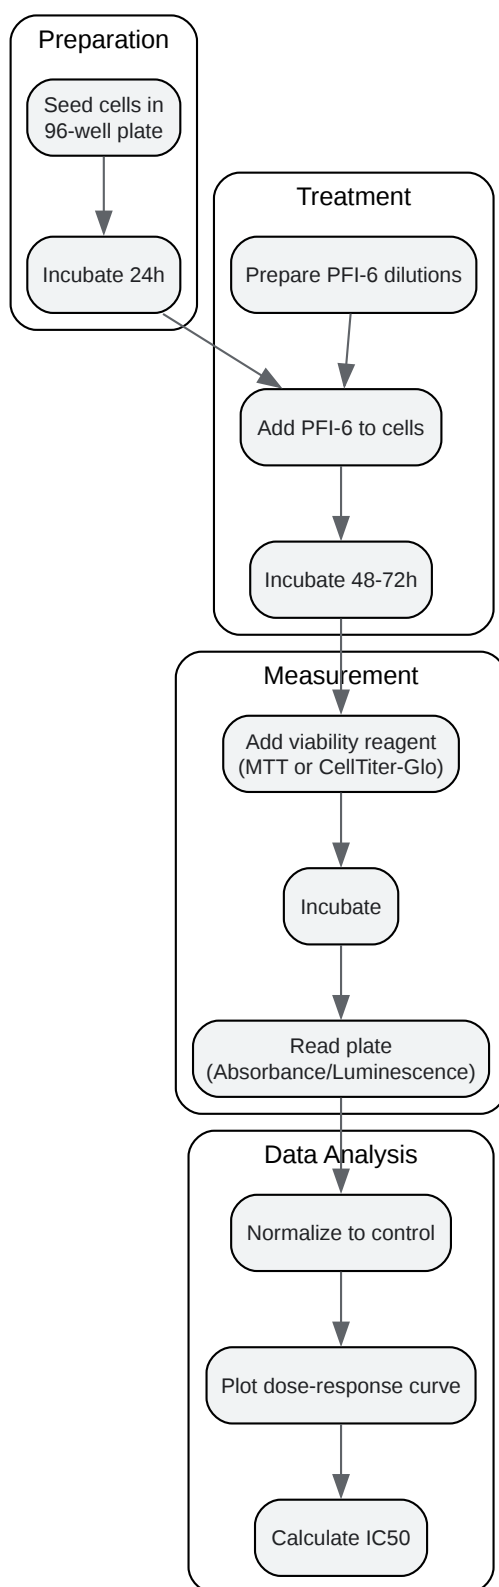 Preparation
Seed cells in
96-well plate
Incubate 24h
Treatment
Prepare PFI-6 dilutions
Add PFI-6 to cells
Incubate 48-72h
Measurement
Add viability reagent
(MTT or CellTiter-Glo)
Incubate
Read plate
(Absorbance/Luminescence)
Data Analysis
Normalize to control
Plot dose-response curve
Calculate IC50